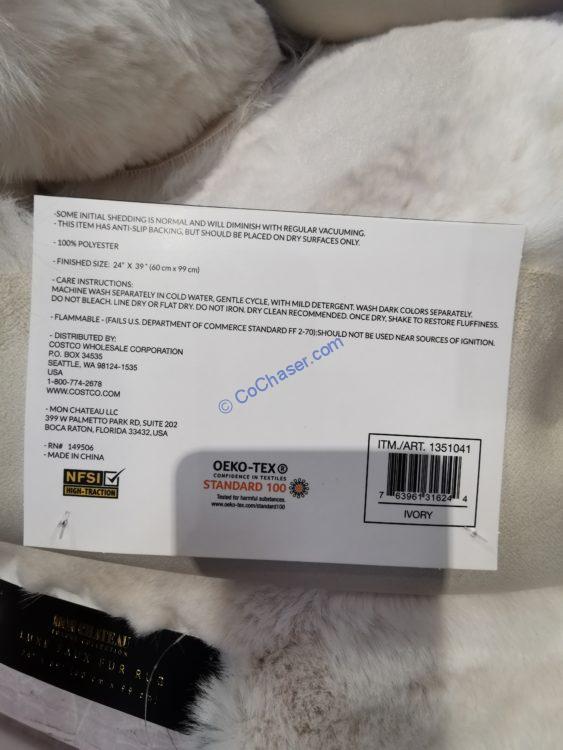 -SOME INITIAL SHEDDING IS NORMAL AND WILL DIMINISH WITH REGULAR VACUUMING.
- THIS ITEM HAS ANTI-SLIP BACKING, BUT SHOULD BE PLACED ON DRY SURFACES ONLY.
- 100% POLYESTER
- FINISHED SIZE: 24" X 39" (60 cm x 99 cm)
- CARE INSTRUCTIONS:
MACHINE WASH SEPARATELY IN COLD WATER, GENTLE CYCLE, WITH MILD DETERGENT. WASH DARK COLORS SEPARATELY.
DO NOT BLEACH. LINE DRY OR FLAT DRY. DO NOT IRON. DRY CLEAN RECOMMENDED. ONCE DRY, SHAKE TO RESTORE FLUFFINESS.
- FLAMMABLE - (FAILS U.S. DEPARTMENT OF COMMERCE STANDARD FF 2-70):SHOULD NOT BE USED NEAR SOURCES OF IGNITION.
- DISTRIBUTED BY:
COSTCO WHOLESALE CORPORATION
P.O. BOX 34535
SEATTLE, WA 98124-1535
USA
1-800-774-2678
WWW.COSTCO.COM
© CoChaser.com
- MON CHATEAU LLC
399 W PALMETTO PARK RD, SUITE 202
BOCA RATON, FLORIDA 33432, USA
- RN# 149506
- MADE IN CHINA
NFSI
HIGH-TRACTION
OEKO-TEX®
CONFIDENCE IN TEXTILES
STANDARD 100
Tested for harmful substances.
www.oeko-tex.com/standard100
ITM./ART. 1351041
7 63961 31624 4
IVORY
MON CHATEAU
COLLECTION
LUXE FAUX FUR RUG